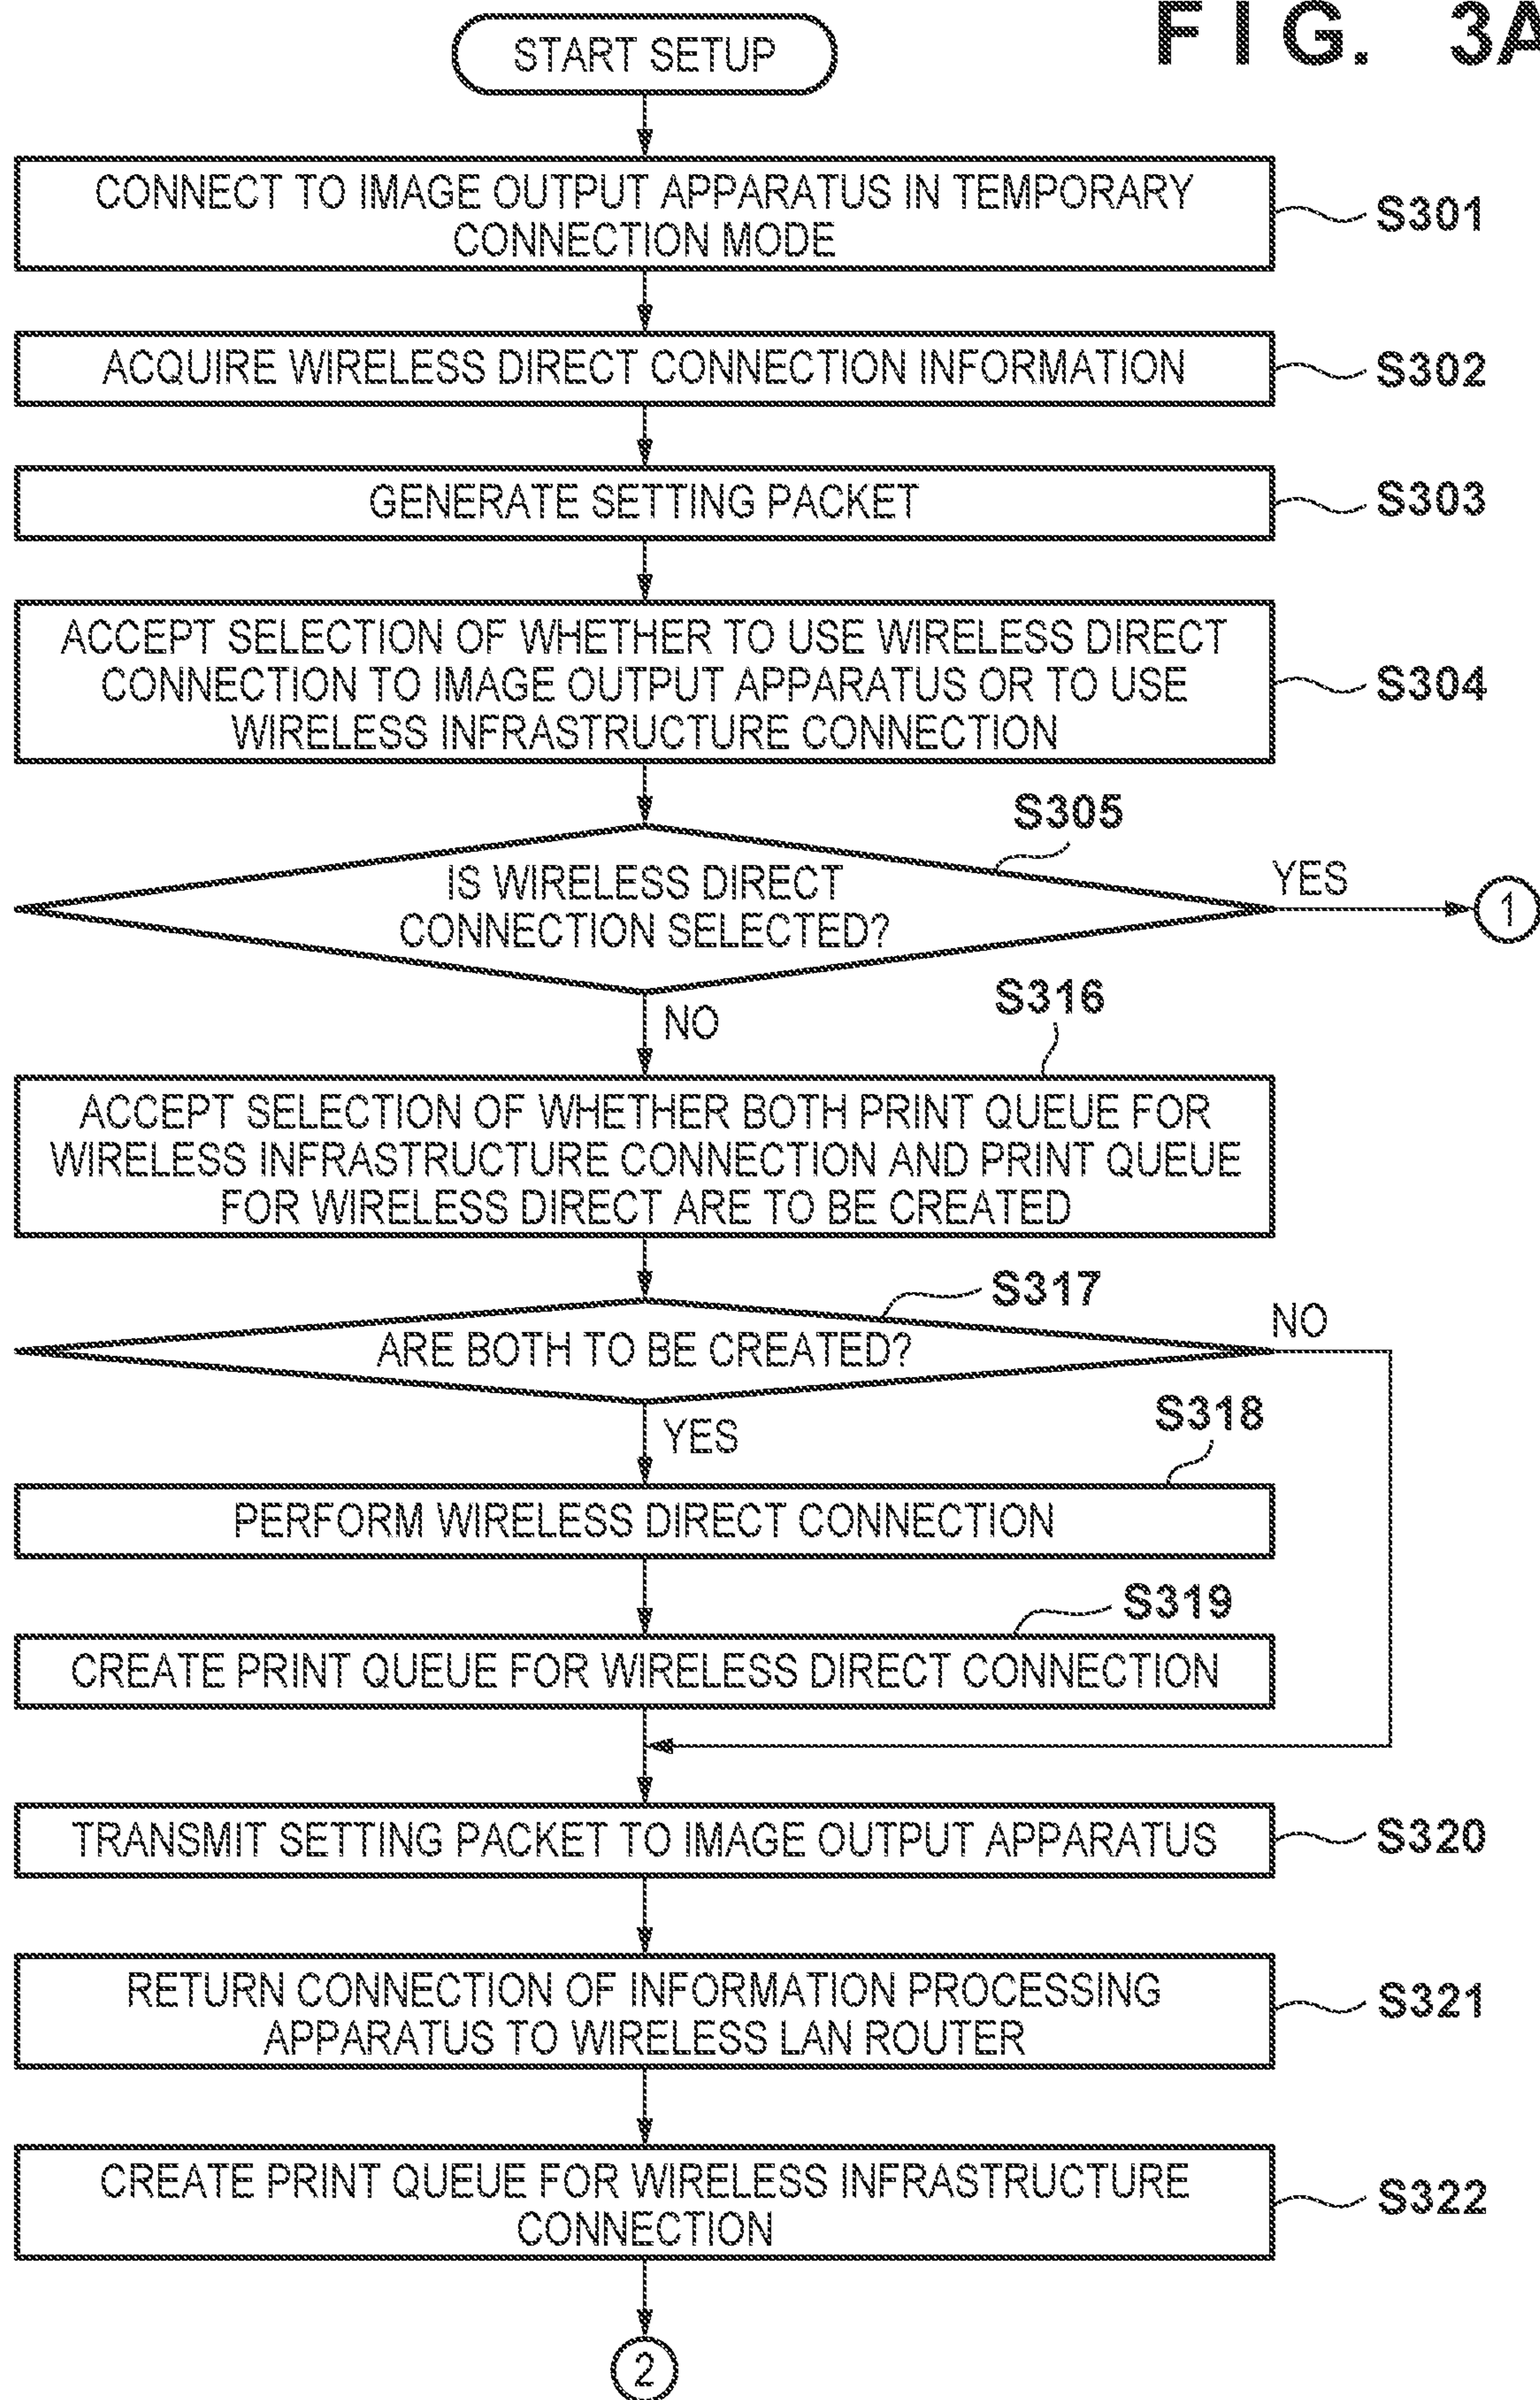 FIG. 3A
START SETUP
CONNECT TO IMAGE OUTPUT APPARATUS IN TEMPORARY
CONNECTION MODE
S301
ACQUIRE WIRELESS DIRECT CONNECTION INFORMATION
S302
GENERATE SETTING PACKET
S303
ACCEPT SELECTION OF WHETHER TO USE WIRELESS DIRECT
CONNECTION TO IMAGE OUTPUT APPARATUS OR TO USE
WIRELESS INFRASTRUCTURE CONNECTION
S304
S305
IS WIRELESS DIRECT
CONNECTION SELECTED?
YES
1
NO
S316
ACCEPT SELECTION OF WHETHER BOTH PRINT QUEUE FOR
WIRELESS INFRASTRUCTURE CONNECTION AND PRINT QUEUE
FOR WIRELESS DIRECT ARE TO BE CREATED
S317
ARE BOTH TO BE CREATED?
NO
YES
S318
PERFORM WIRELESS DIRECT CONNECTION
S319
CREATE PRINT QUEUE FOR WIRELESS DIRECT CONNECTION
TRANSMIT SETTING PACKET TO IMAGE OUTPUT APPARATUS
S320
RETURN CONNECTION OF INFORMATION PROCESSING
APPARATUS TO WIRELESS LAN ROUTER
S321
CREATE PRINT QUEUE FOR WIRELESS INFRASTRUCTURE
CONNECTION
S322
2